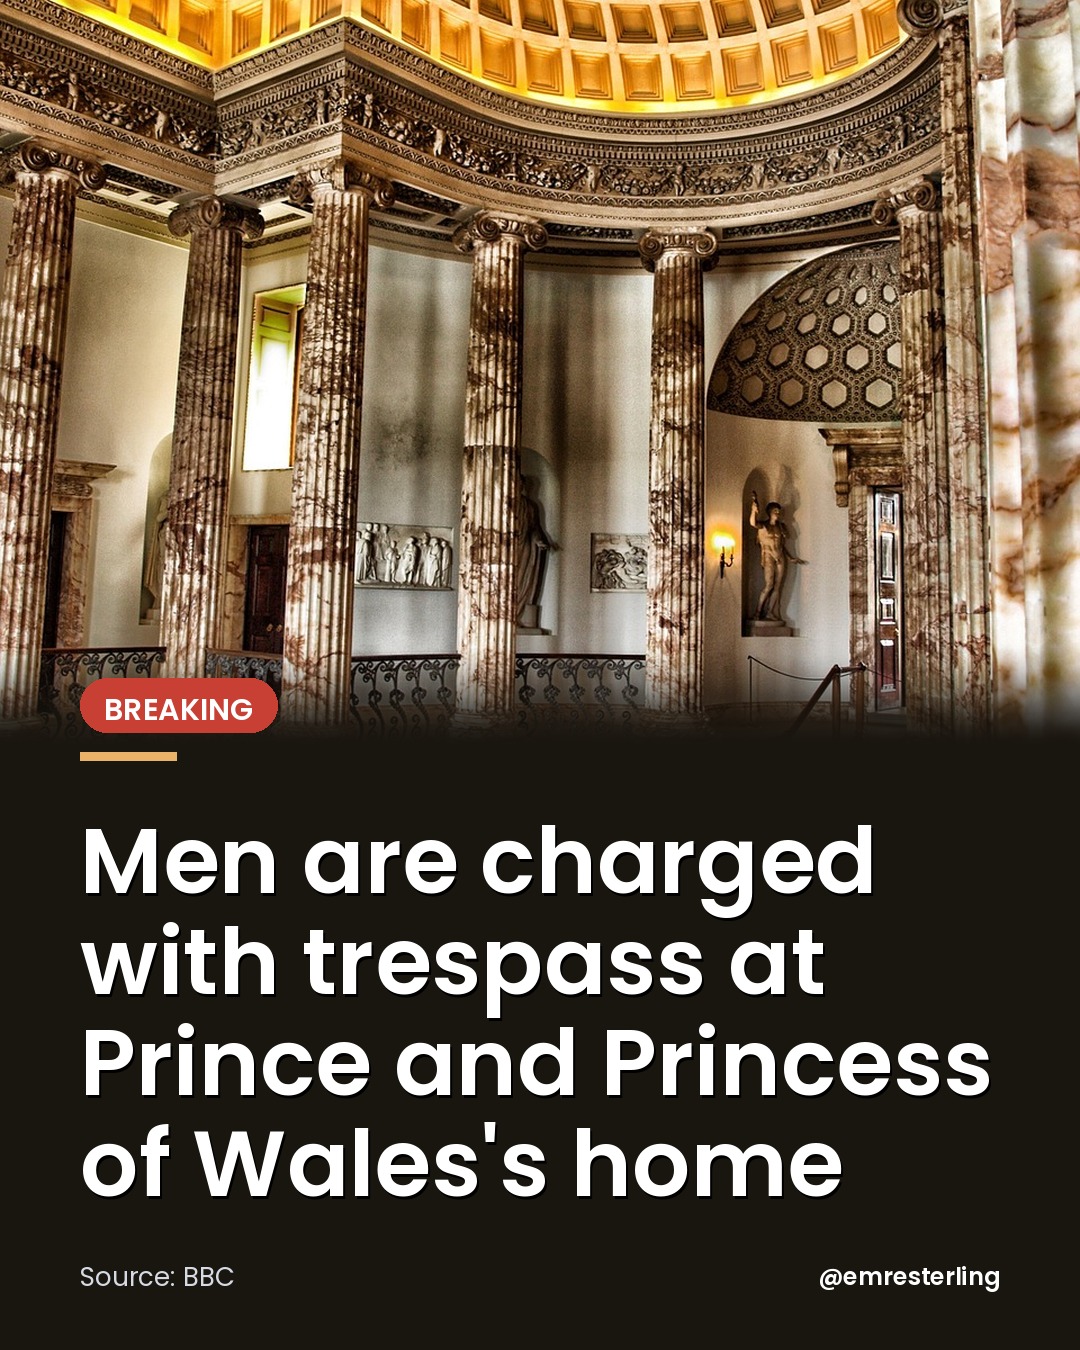 BREAKING
Men are charged
with trespass at
Prince and Princess
of Wales's home
Source: BBC
@emresterling